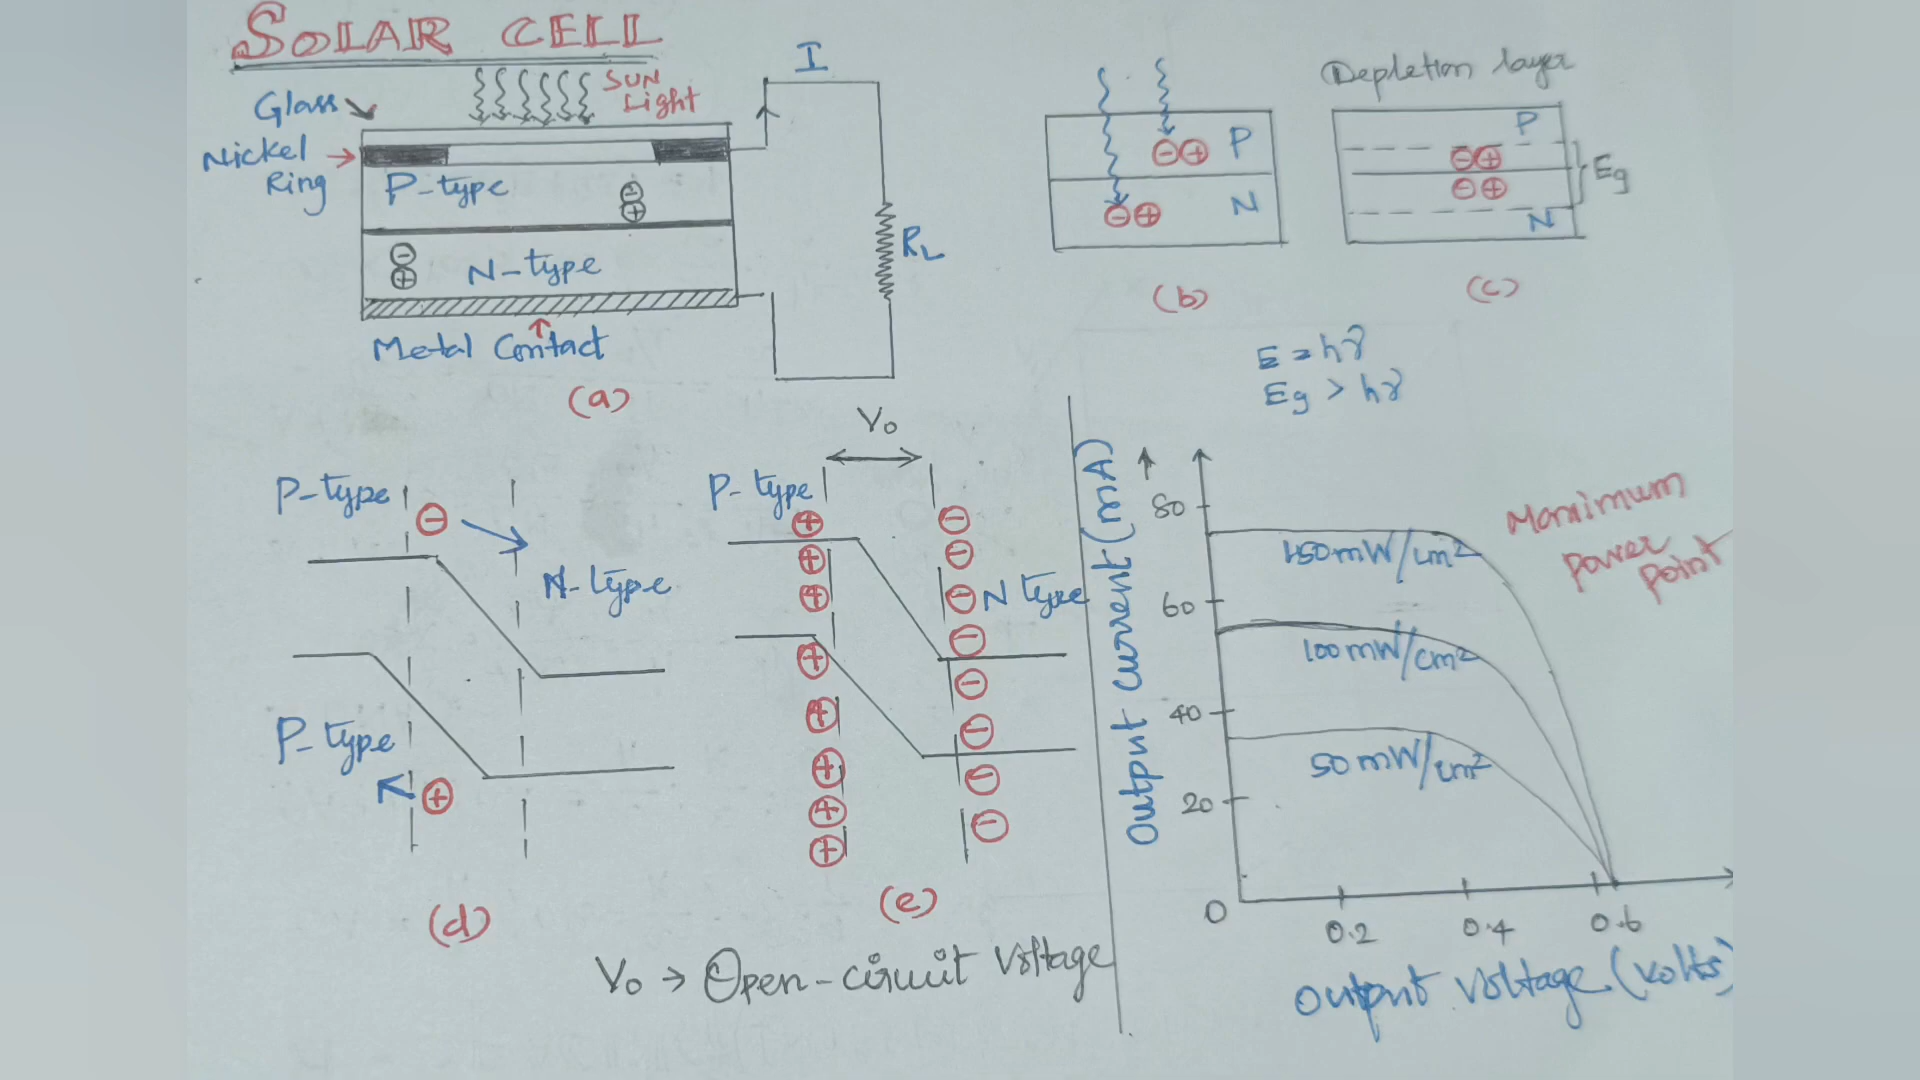 SOLAR CELL
SUN
Light
Glass
Nickel
Ring
P-type
N-type
Metal Contact
I
RL
(a)
P
N
(b)
Depletion layer
P
Eg
N
(c)
E = hγ
Eg > hγ
P-type
N-type
P-type
(d)
V₀
P-type
N type
(e)
V₀ → Open-circuit Voltage
Output current (mA)
80
60
40
20
0
0.2
0.4
0.6
150mW/cm²
100mW/cm²
50mW/cm²
Maximum
power
point
Output Voltage (volts)